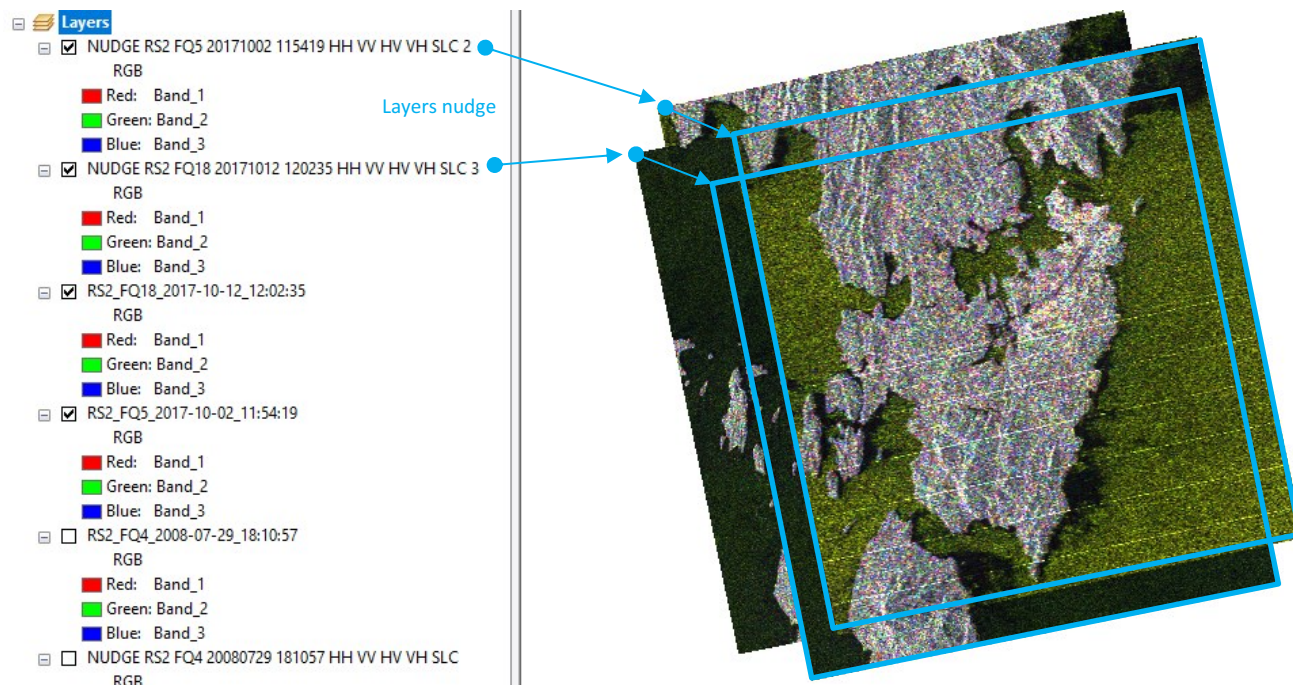 Layers
NUDGE RS2 FQ5 20171002 115419 HH VV HV VH SLC 2
RGB
Red: Band_1
Green: Band_2
Blue: Band_3
Layers nudge
NUDGE RS2 FQ18 20171012 120235 HH VV HV VH SLC 3
RGB
Red: Band_1
Green: Band_2
Blue: Band_3
RS2_FQ18_2017-10-12_12:02:35
RGB
Red: Band_1
Green: Band_2
Blue: Band_3
RS2_FQ5_2017-10-02_11:54:19
RGB
Red: Band_1
Green: Band_2
Blue: Band_3
RS2_FQ4_2008-07-29_18:10:57
RGB
Red: Band_1
Green: Band_2
Blue: Band_3
NUDGE RS2 FQ4 20080729 181057 HH VV HV VH SLC
RGB